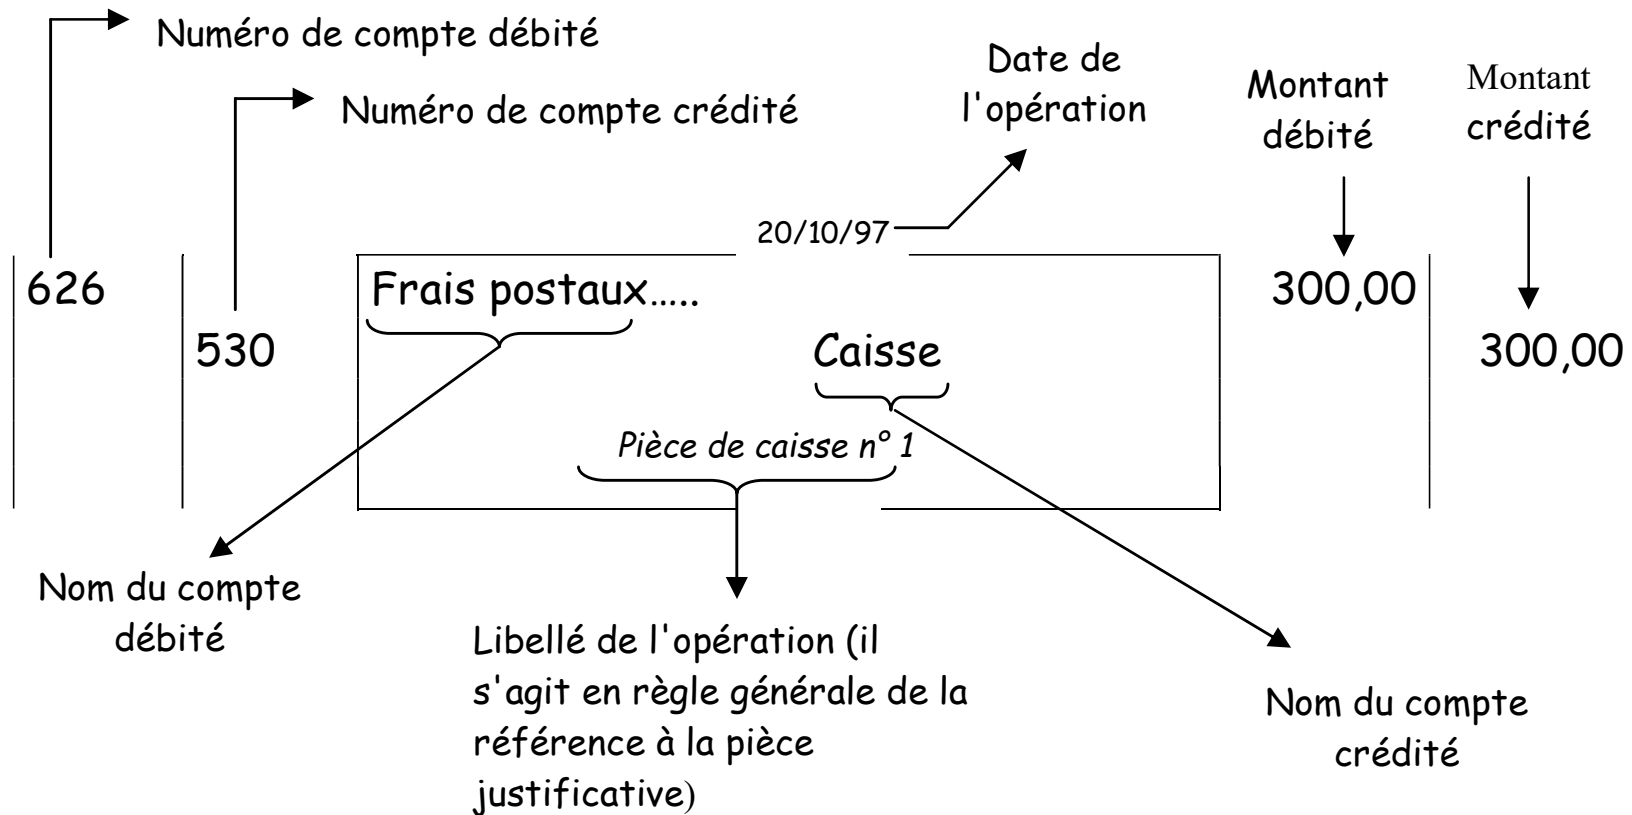 Numéro de compte débité
Numéro de compte crédité
Date de
l'opération
Montant
débité
Montant
crédité
20/10/97
626 Frais postaux..... 300,00
530 Caisse 300,00
Pièce de caisse n° 1
Nom du compte
débité
Libellé de l'opération (il
s'agit en règle générale de la
référence à la pièce
justificative)
Nom du compte
crédité